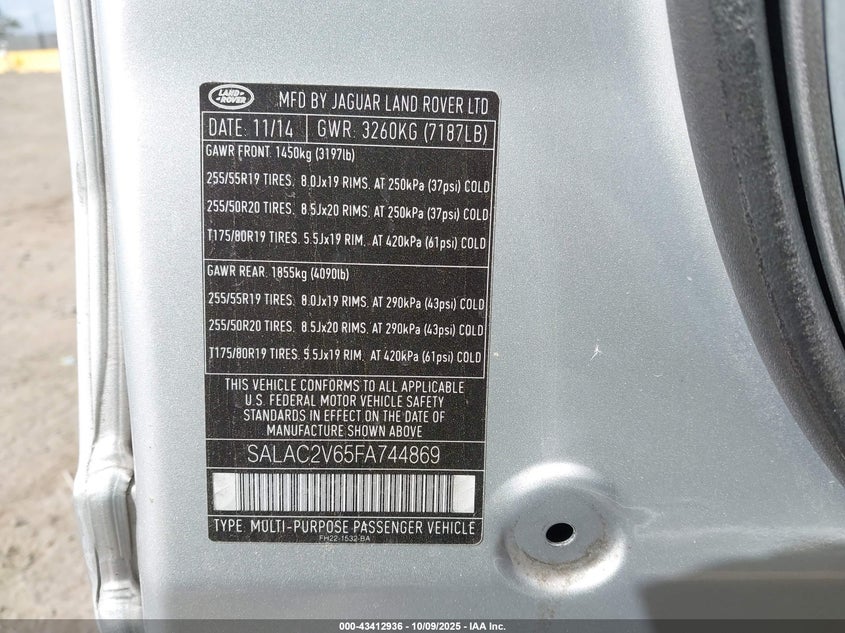 LAND ROVER
MFD BY JAGUAR LAND ROVER LTD
DATE: 11/14 GWR. 3260KG (7187LB)
GAWR FRONT. 1450kg (3197lb)
255/55R19 TIRES. 8.0Jx19 RIMS. AT 250kPa (37psi) COLD
255/50R20 TIRES. 8.5Jx20 RIMS. AT 250kPa (37psi) COLD
T175/80R19 TIRES. 5.5Jx19 RIM. AT 420kPa (61psi) COLD
GAWR REAR. 1855kg (4090lb)
255/55R19 TIRES. 8.0Jx19 RIMS. AT 290kPa (43psi) COLD
255/50R20 TIRES. 8.5Jx20 RIMS. AT 290kPa (43psi) COLD
T175/80R19 TIRES. 5.5Jx19 RIM. AT 420kPa (61psi) COLD
THIS VEHICLE CONFORMS TO ALL APPLICABLE
U.S. FEDERAL MOTOR VEHICLE SAFETY
STANDARDS IN EFFECT ON THE DATE OF
MANUFACTURE SHOWN ABOVE
SALAC2V65FA744869
TYPE. MULTI-PURPOSE PASSENGER VEHICLE
FH22-1532-BA
000-43412936 - 10/09/2025 - IAA Inc.